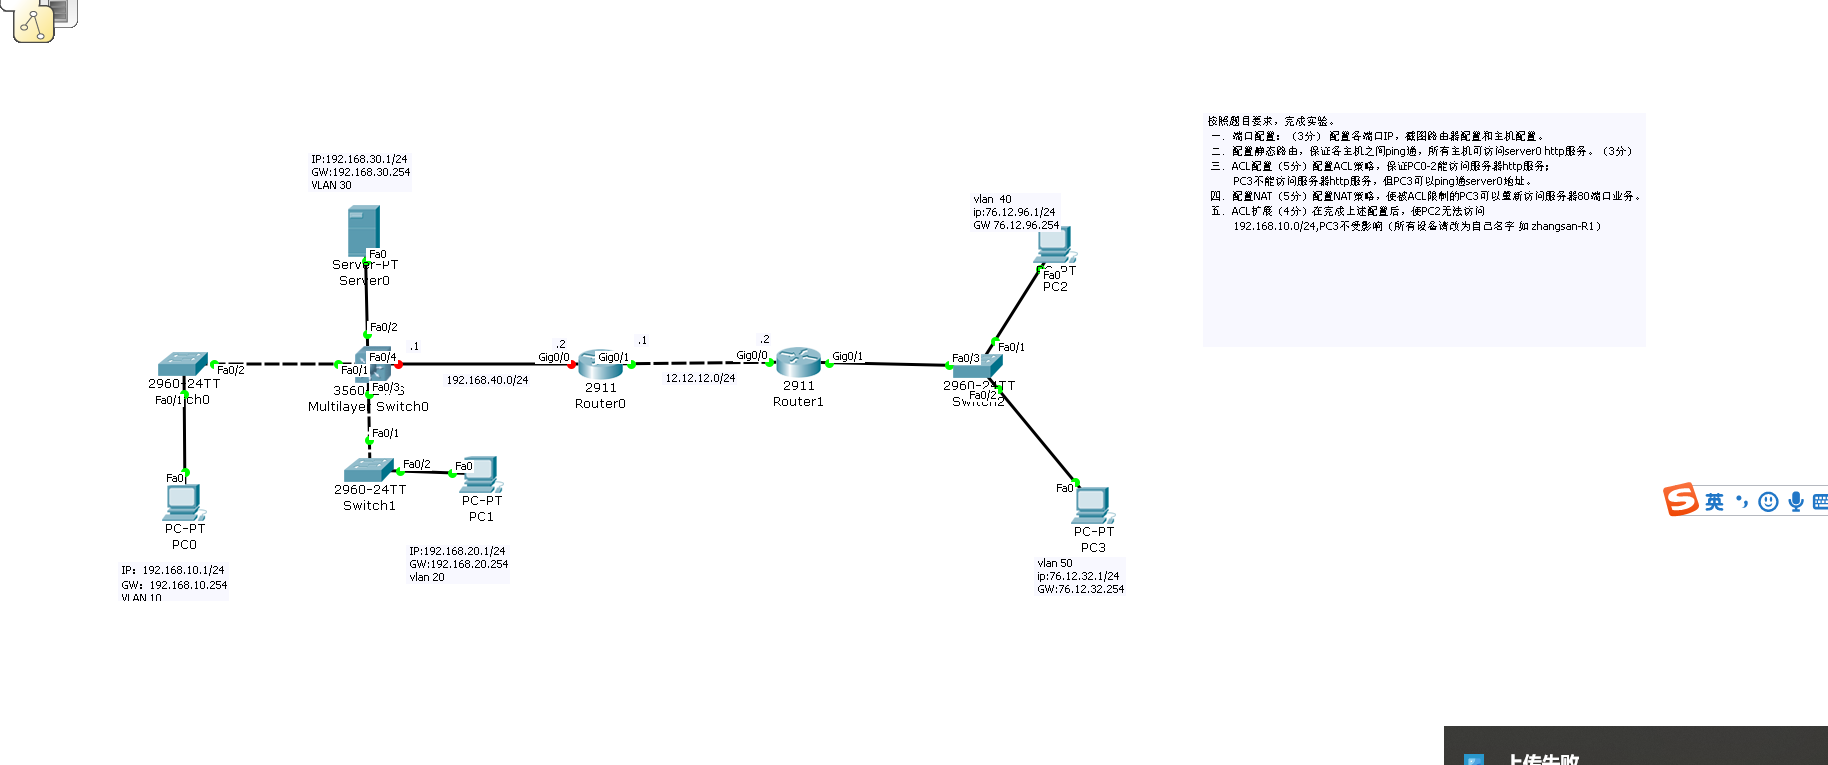 按照题目要求，完成实验。
一．端口配置：（3分）配置各端口IP，截图路由器配置和主机配置。
二．配置静态路由，保证各主机之间ping通，所有主机可访问server0 http服务。（3分）
三．ACL配置（5分）配置ACL策略，保证PC0-2能访问服务器http服务；
PC3不能访问服务器http服务，但PC3可以ping通server0地址。
四．配置NAT（5分）配置NAT策略，使被ACL限制的PC3可以重新访问服务器80端口业务。
五．ACL扩展（4分）在完成上述配置后，使PC2无法访问
192.168.10.0/24,PC3不受影响（所有设备请改为自己名字 如 zhangsan-R1）
IP:192.168.30.1/24
GW:192.168.30.254
VLAN 30
Fa0
Server-PT
Server0
Fa0/2
vlan 40
ip:76.12.96.1/24
GW 76.12.96.254
Fa0
PC2
Fa0/1
Fa0/2
2960-24TT
Fa0/1
Fa0/1
Fa0/4
.1
Fa0/3
Multilayer Switch0
192.168.40.0/24
.2
Gig0/0
Gig0/1
.1
2911
Router0
12.12.12.0/24
.2
Gig0/0
Gig0/1
2911
Router1
Fa0/3
2960-24TT
Fa0/2
Switch2
Fa0/1
Fa0/2
Fa0
2960-24TT
Switch1
PC-PT
PC1
Fa0
PC-PT
PC0
Fa0
PC-PT
PC3
IP:192.168.20.1/24
GW:192.168.20.254
vlan 20
IP：192.168.10.1/24
GW：192.168.10.254
VLAN 10
vlan 50
ip:76.12.32.1/24
GW:76.12.32.254
英
上传失败